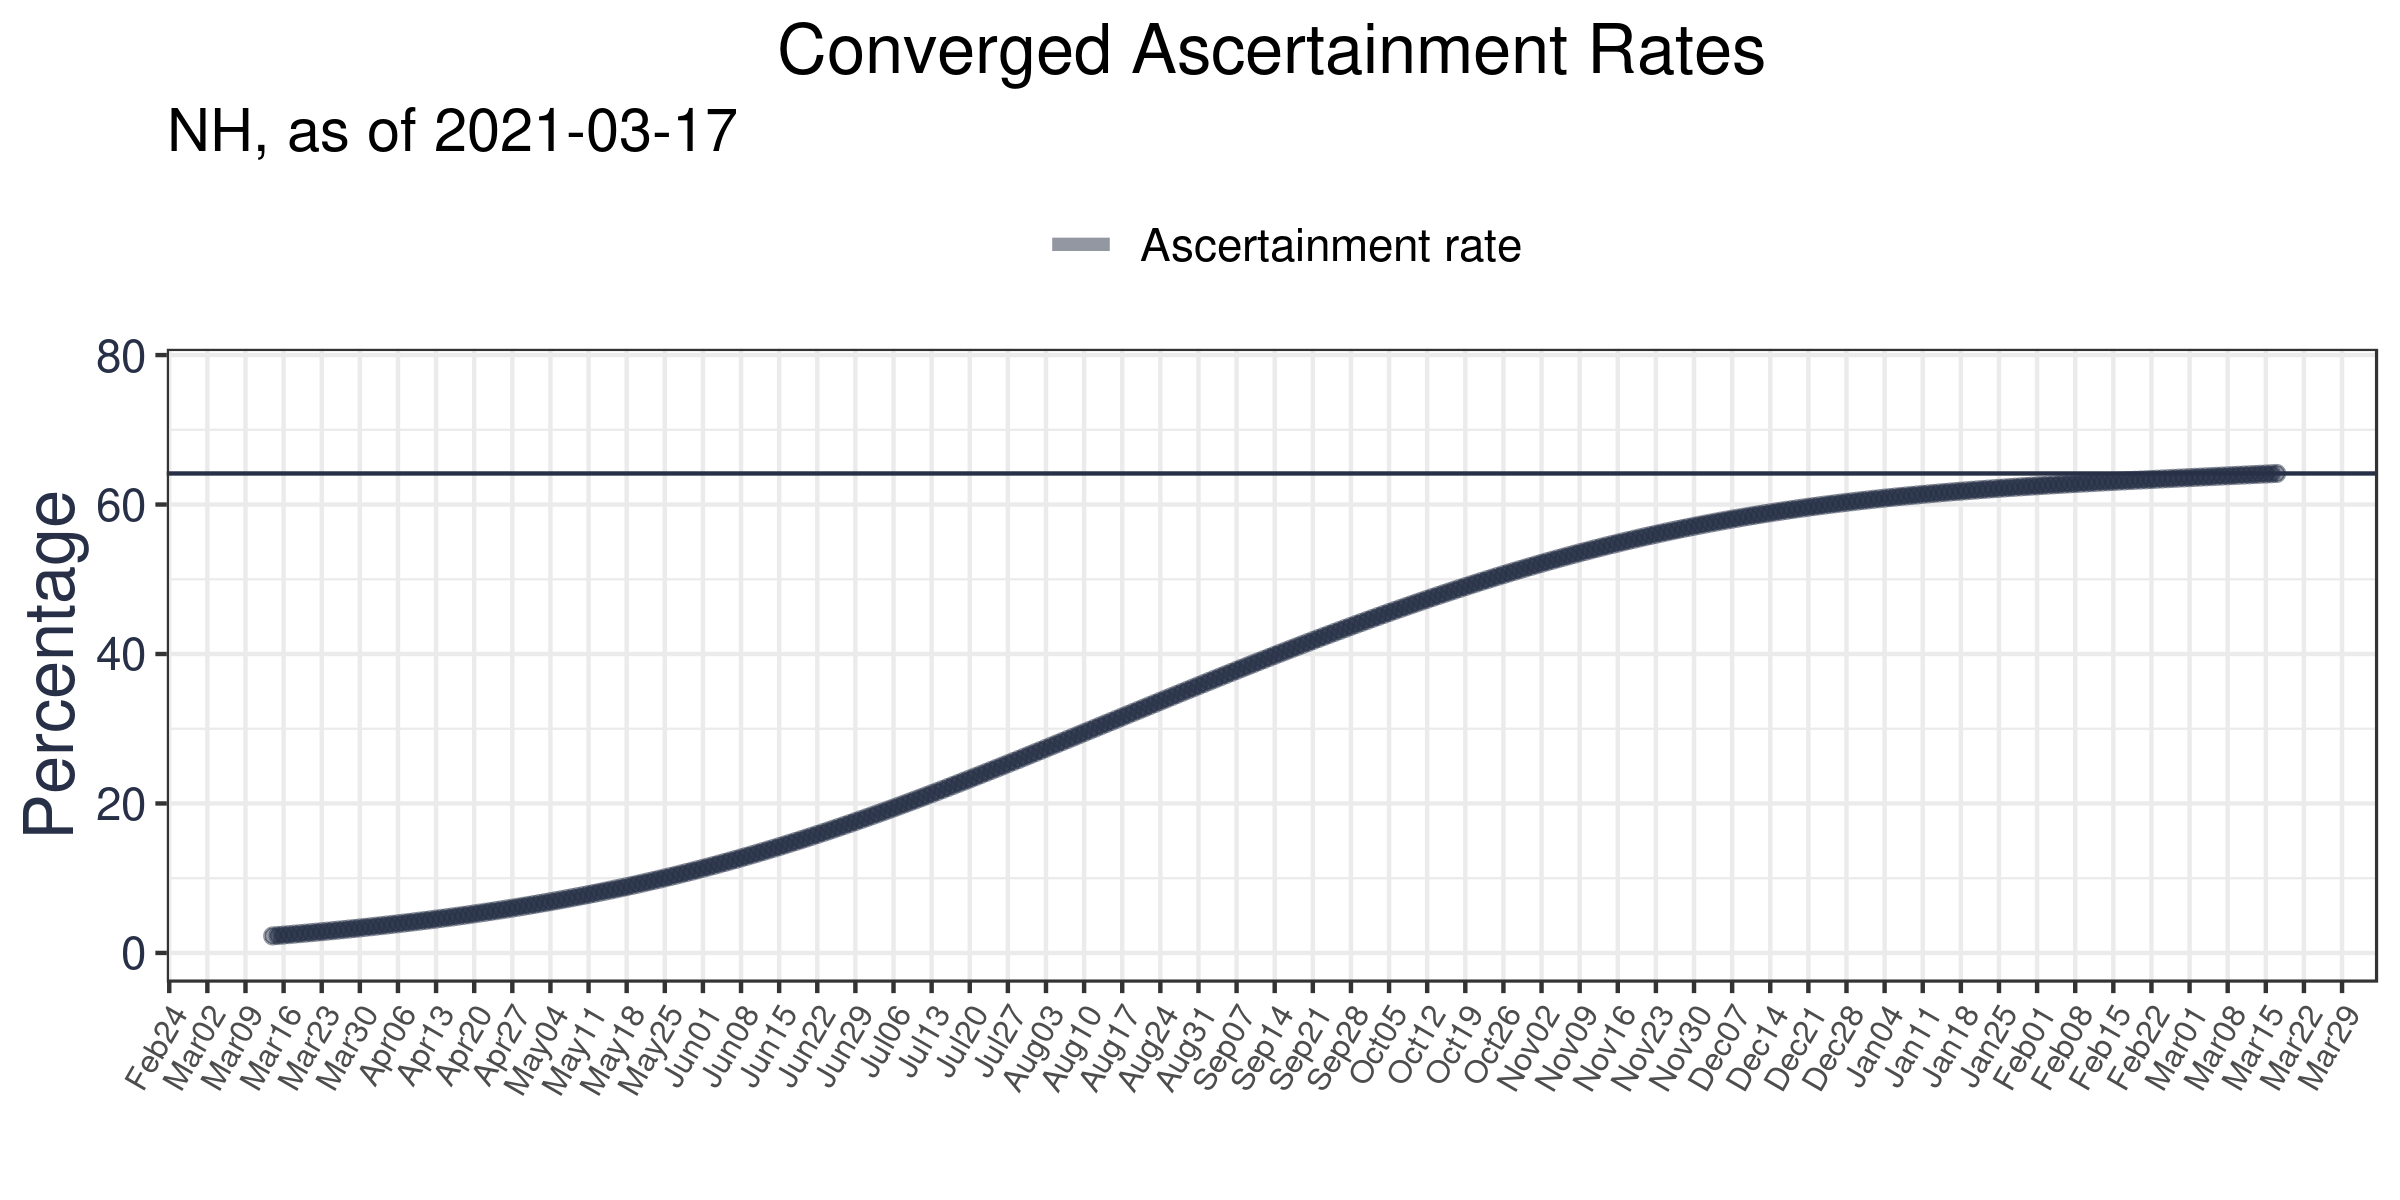 Converged Ascertainment Rates
NH, as of 2021-03-17
Ascertainment rate
Percentage
80
60
40
20
0
Feb24
Mar02
Mar09
Mar16
Mar23
Mar30
Apr06
Apr13
Apr20
Apr27
May04
May11
May18
May25
Jun01
Jun08
Jun15
Jun22
Jun29
Jul06
Jul13
Jul20
Jul27
Aug03
Aug10
Aug17
Aug24
Aug31
Sep07
Sep14
Sep21
Sep28
Oct05
Oct12
Oct19
Oct26
Nov02
Nov09
Nov16
Nov23
Nov30
Dec07
Dec14
Dec21
Dec28
Jan04
Jan11
Jan18
Jan25
Feb01
Feb08
Feb15
Feb22
Mar01
Mar08
Mar15
Mar22
Mar29